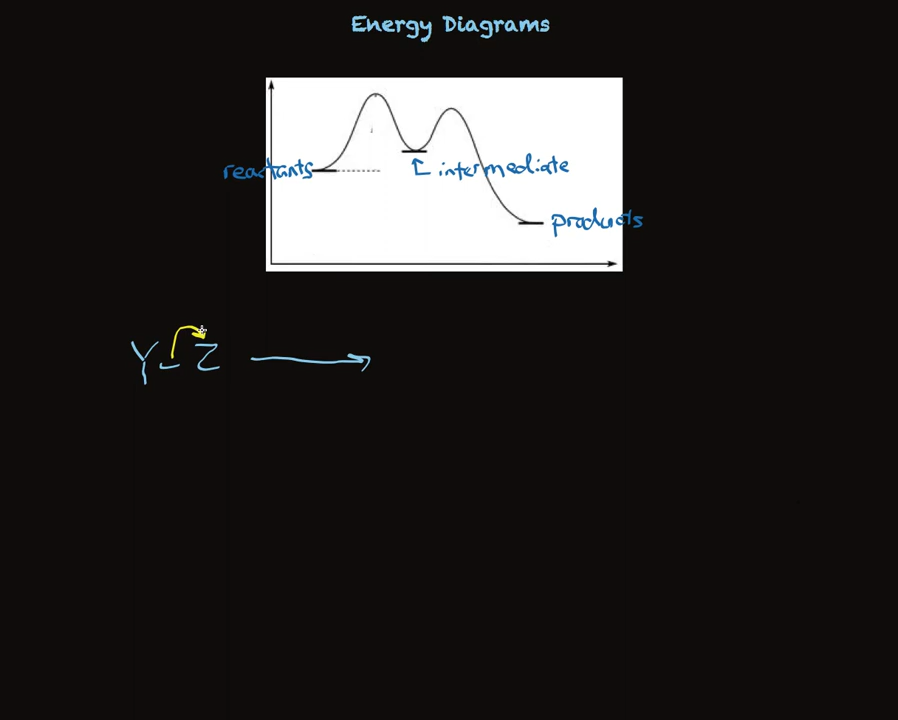 Energy Diagrams
reactants
intermediate
products
Y-Z